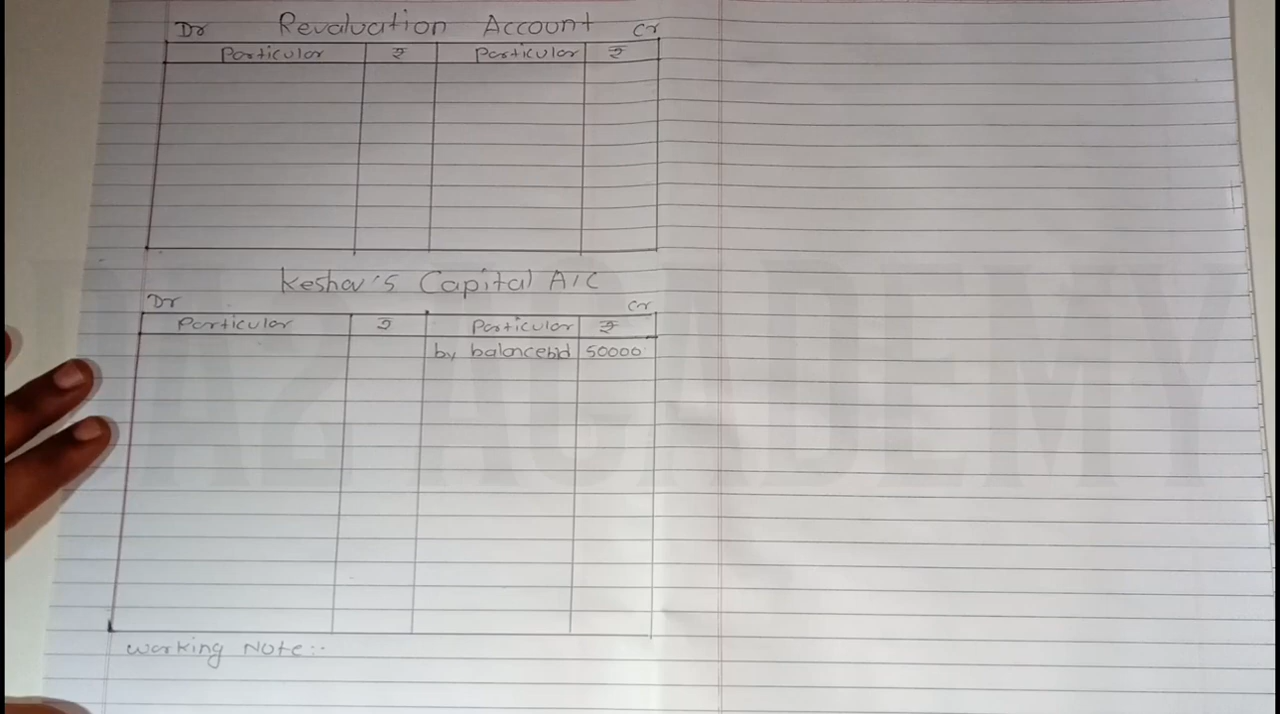 Dr Revaluation Account Cr
Particular ₹ Particular ₹
Keshav's Capital A/C
Dr Cr
Particular ₹ Particular ₹
by balance b/d 50000
Working Note:-